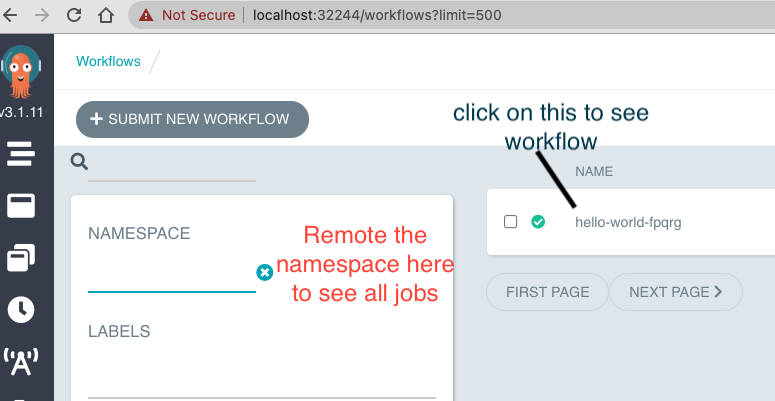 Not Secure
localhost:32244/workflows?limit=500
Workflows
v3.1.11
SUBMIT NEW WORKFLOW
click on this to see
workflow
NAME
hello-world-fpqrg
NAMESPACE
Remote the
namespace here
to see all jobs
FIRST PAGE
NEXT PAGE
LABELS